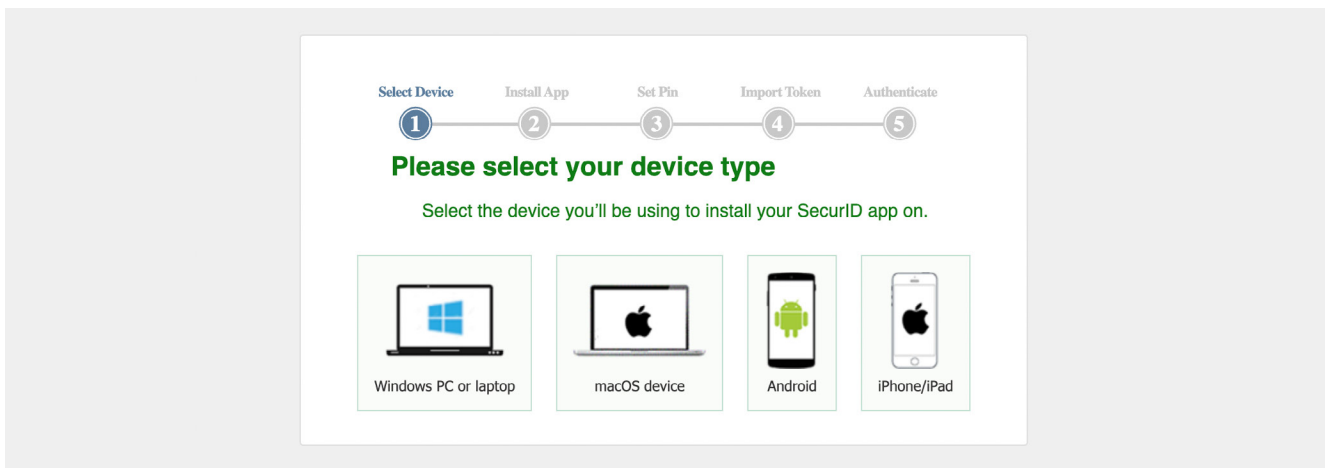 Select Device Install App Set Pin Import Token Authenticate
1 2 3 4 5
Please select your device type
Select the device you'll be using to install your SecurID app on.
Windows PC or laptop macOS device Android iPhone/iPad